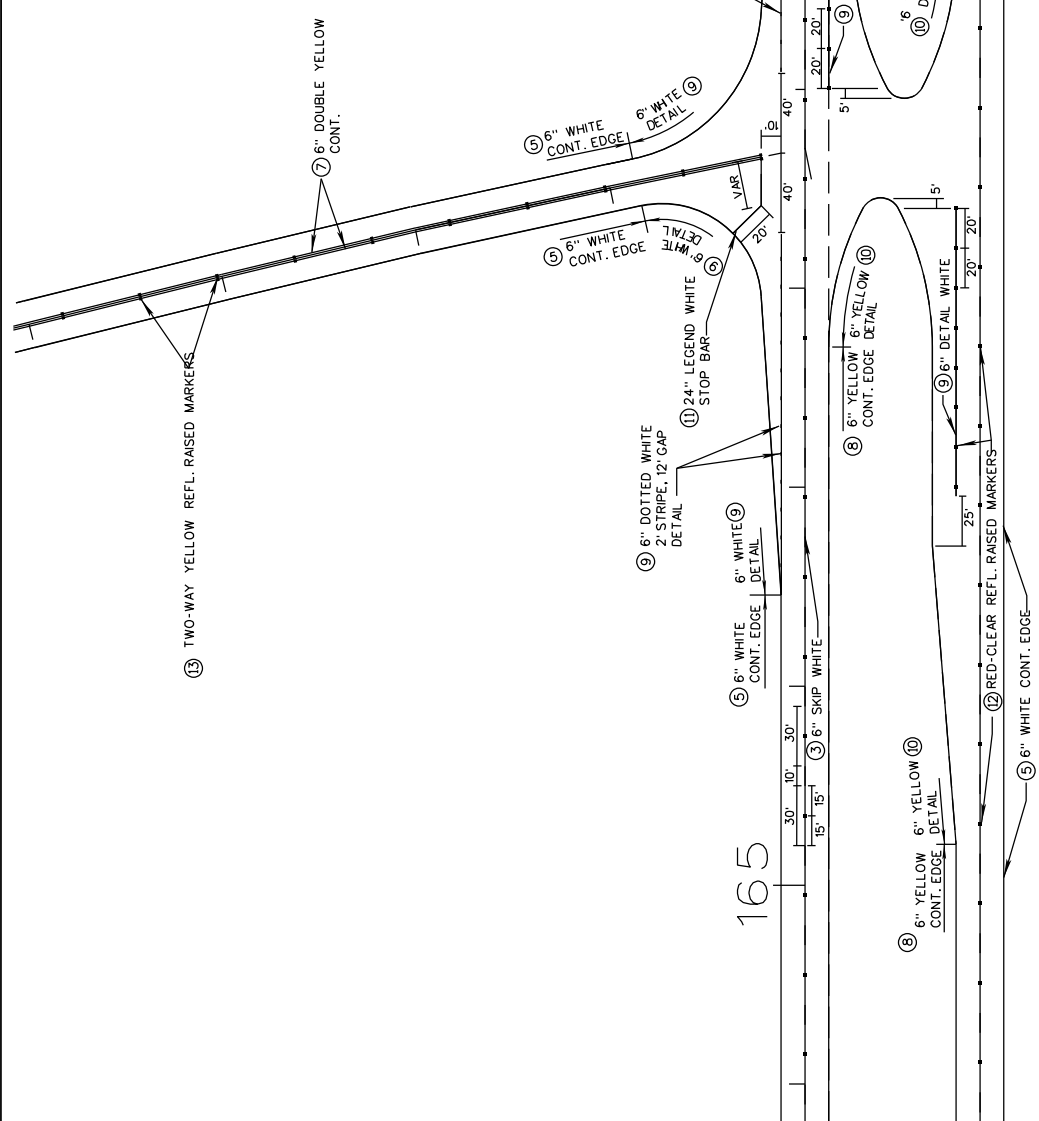 ⑦ 6" DOUBLE YELLOW
CONT.
⑤ 6" WHITE
CONT. EDGE
6" WHITE ⑨
DETAIL
⑤ 6" WHITE
CONT. EDGE
6" WHITE
DETAIL
⑨
VAR
20'
10'
40'
40'
20'
20'
⑨
5'
6'
⑩ D
⑬ TWO-WAY YELLOW REFL. RAISED MARKERS
⑪ 24" LEGEND WHITE
STOP BAR
⑨ 6" DOTTED WHITE
2' STRIPE, 12' GAP
DETAIL
⑤ 6" WHITE
CONT. EDGE
6" WHITE ⑨
DETAIL
③ 6" SKIP WHITE
30'
10'
30'
15'
15'
165
5'
20'
20'
⑧ 6" YELLOW
CONT. EDGE
6" YELLOW ⑩
DETAIL
⑨ 6" DETAIL WHITE
25'
⑫ RED-CLEAR REFL. RAISED MARKERS
⑧ 6" YELLOW
CONT. EDGE
6" YELLOW ⑩
DETAIL
⑤ 6" WHITE CONT. EDGE